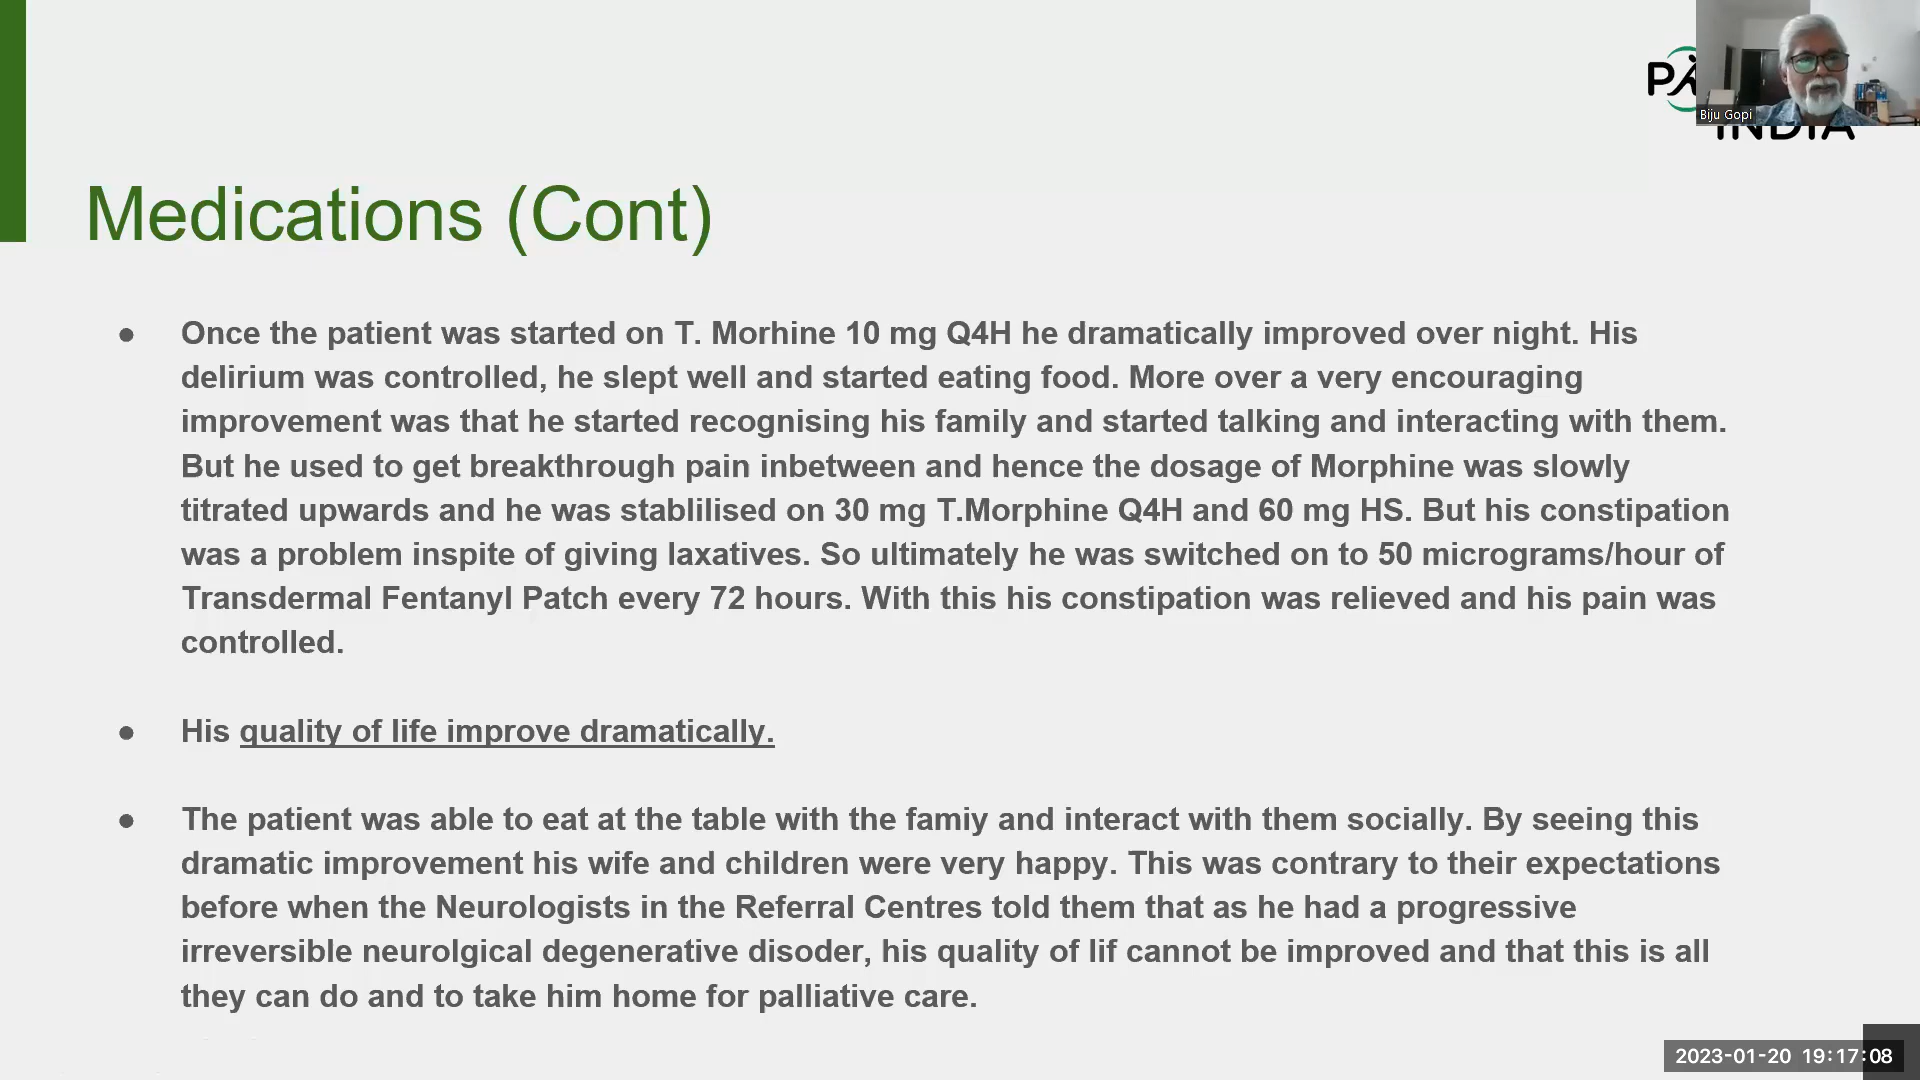 PA
INDIA
Biju Gopi
Medications (Cont)
● Once the patient was started on T. Morhine 10 mg Q4H he dramatically improved over night. His
delirium was controlled, he slept well and started eating food. More over a very encouraging
improvement was that he started recognising his family and started talking and interacting with them.
But he used to get breakthrough pain inbetween and hence the dosage of Morphine was slowly
titrated upwards and he was stablilised on 30 mg T.Morphine Q4H and 60 mg HS. But his constipation
was a problem inspite of giving laxatives. So ultimately he was switched on to 50 micrograms/hour of
Transdermal Fentanyl Patch every 72 hours. With this his constipation was relieved and his pain was
controlled.
● His quality of life improve dramatically.
● The patient was able to eat at the table with the famiy and interact with them socially. By seeing this
dramatic improvement his wife and children were very happy. This was contrary to their expectations
before when the Neurologists in the Referral Centres told them that as he had a progressive
irreversible neurolgical degenerative disoder, his quality of lif cannot be improved and that this is all
they can do and to take him home for palliative care.
2023-01-20 19:17:08